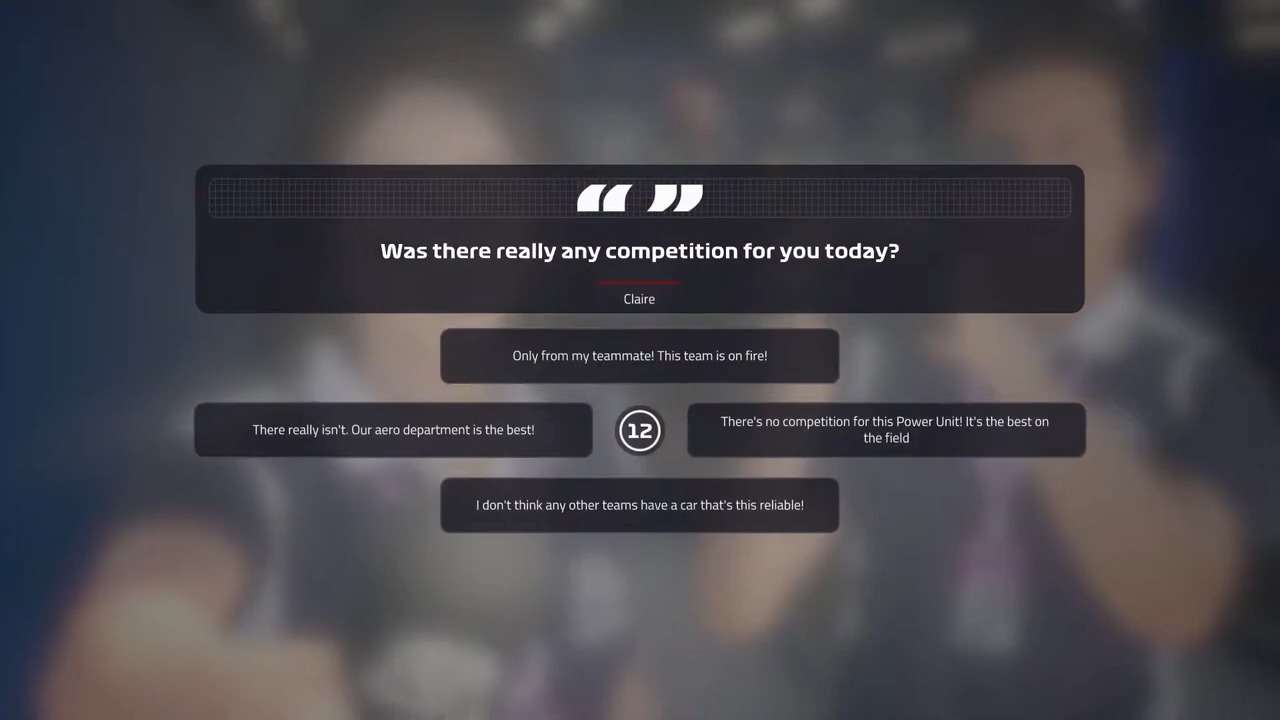 “ ”
Was there really any competition for you today?
Claire
Only from my teammate! This team is on fire!
There really isn't. Our aero department is the best!
12
There's no competition for this Power Unit! It's the best on
the field
I don't think any other teams have a car that's this reliable!